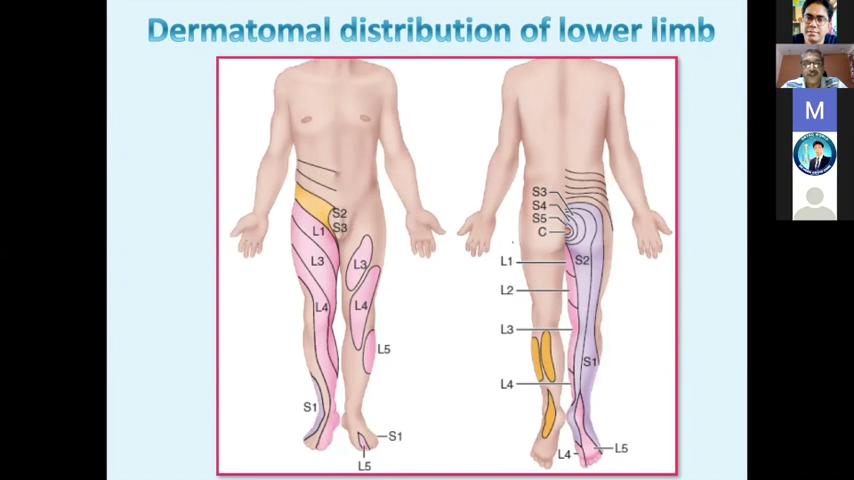 Dermatomal distribution of lower limb
S2
S3
L1
L3
L4
S1
L3
L4
L5
S1
L5
S3
S4
S5
C
L1
L2
L3
L4
S2
S1
L5
L4
M